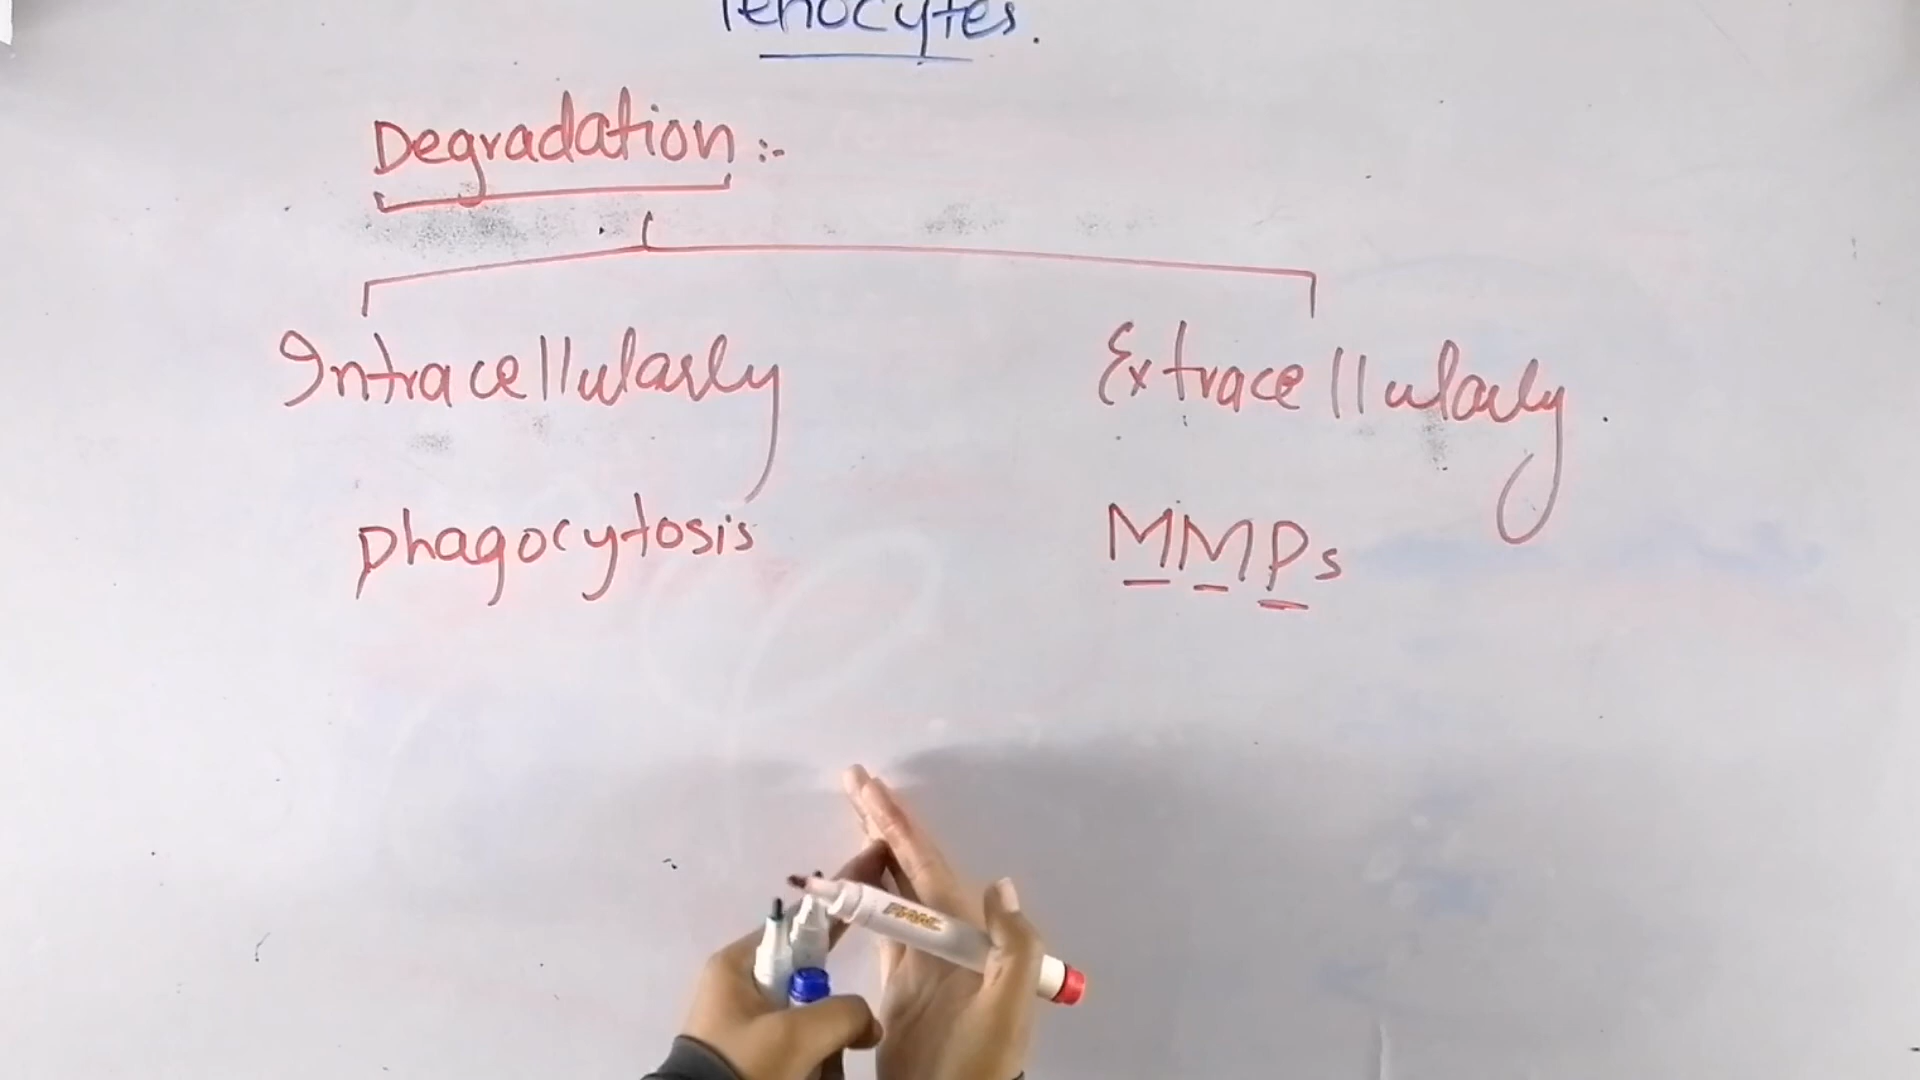 Tenocytes.
Degradation :-
Intracellularly
Extracellularly.
phagocytosis
MMPs